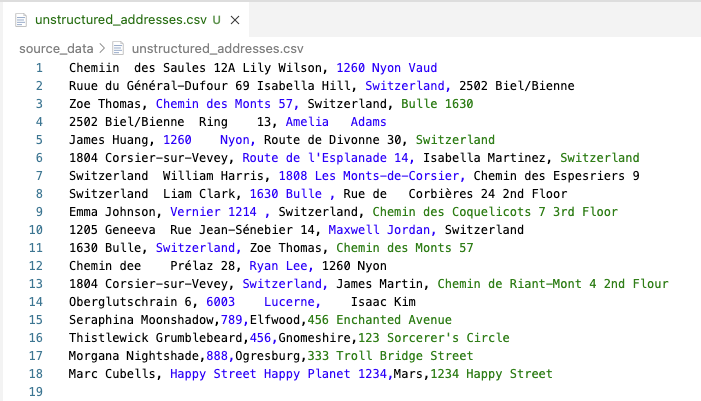 unstructured_addresses.csv U ×
source_data > unstructured_addresses.csv
1 Chemiin  des Saules 12A Lily Wilson, 1260 Nyon Vaud
2 Ruue du Général-Dufour 69 Isabella Hill, Switzerland, 2502 Biel/Bienne
3 Zoe Thomas, Chemin des Monts 57, Switzerland, Bulle 1630
4 2502 Biel/Bienne  Ring    13, Amelia   Adams
5 James Huang, 1260    Nyon, Route de Divonne 30, Switzerland
6 1804 Corsier-sur-Vevey, Route de l'Esplanade 14, Isabella Martinez, Switzerland
7 Switzerland  William Harris, 1808 Les Monts-de-Corsier, Chemin des Espesriers 9
8 Switzerland  Liam Clark, 1630 Bulle , Rue de   Corbières 24 2nd Floor
9 Emma Johnson, Vernier 1214 , Switzerland, Chemin des Coquelicots 7 3rd Floor
10 1205 Geneeva  Rue Jean-Sénebier 14, Maxwell Jordan, Switzerland
11 1630 Bulle, Switzerland, Zoe Thomas, Chemin des Monts 57
12 Chemin dee    Prélaz 28, Ryan Lee, 1260 Nyon
13 1804 Corsier-sur-Vevey, Switzerland, James Martin, Chemin de Riant-Mont 4 2nd Flour
14 Oberglutschrain 6, 6003    Lucerne,    Isaac Kim
15 Seraphina Moonshadow,789,Elfwood,456 Enchanted Avenue
16 Thistlewick Grumblebeard,456,Gnomeshire,123 Sorcerer's Circle
17 Morgana Nightshade,888,Ogresburg,333 Troll Bridge Street
18 Marc Cubells, Happy Street Happy Planet 1234,Mars,1234 Happy Street
19